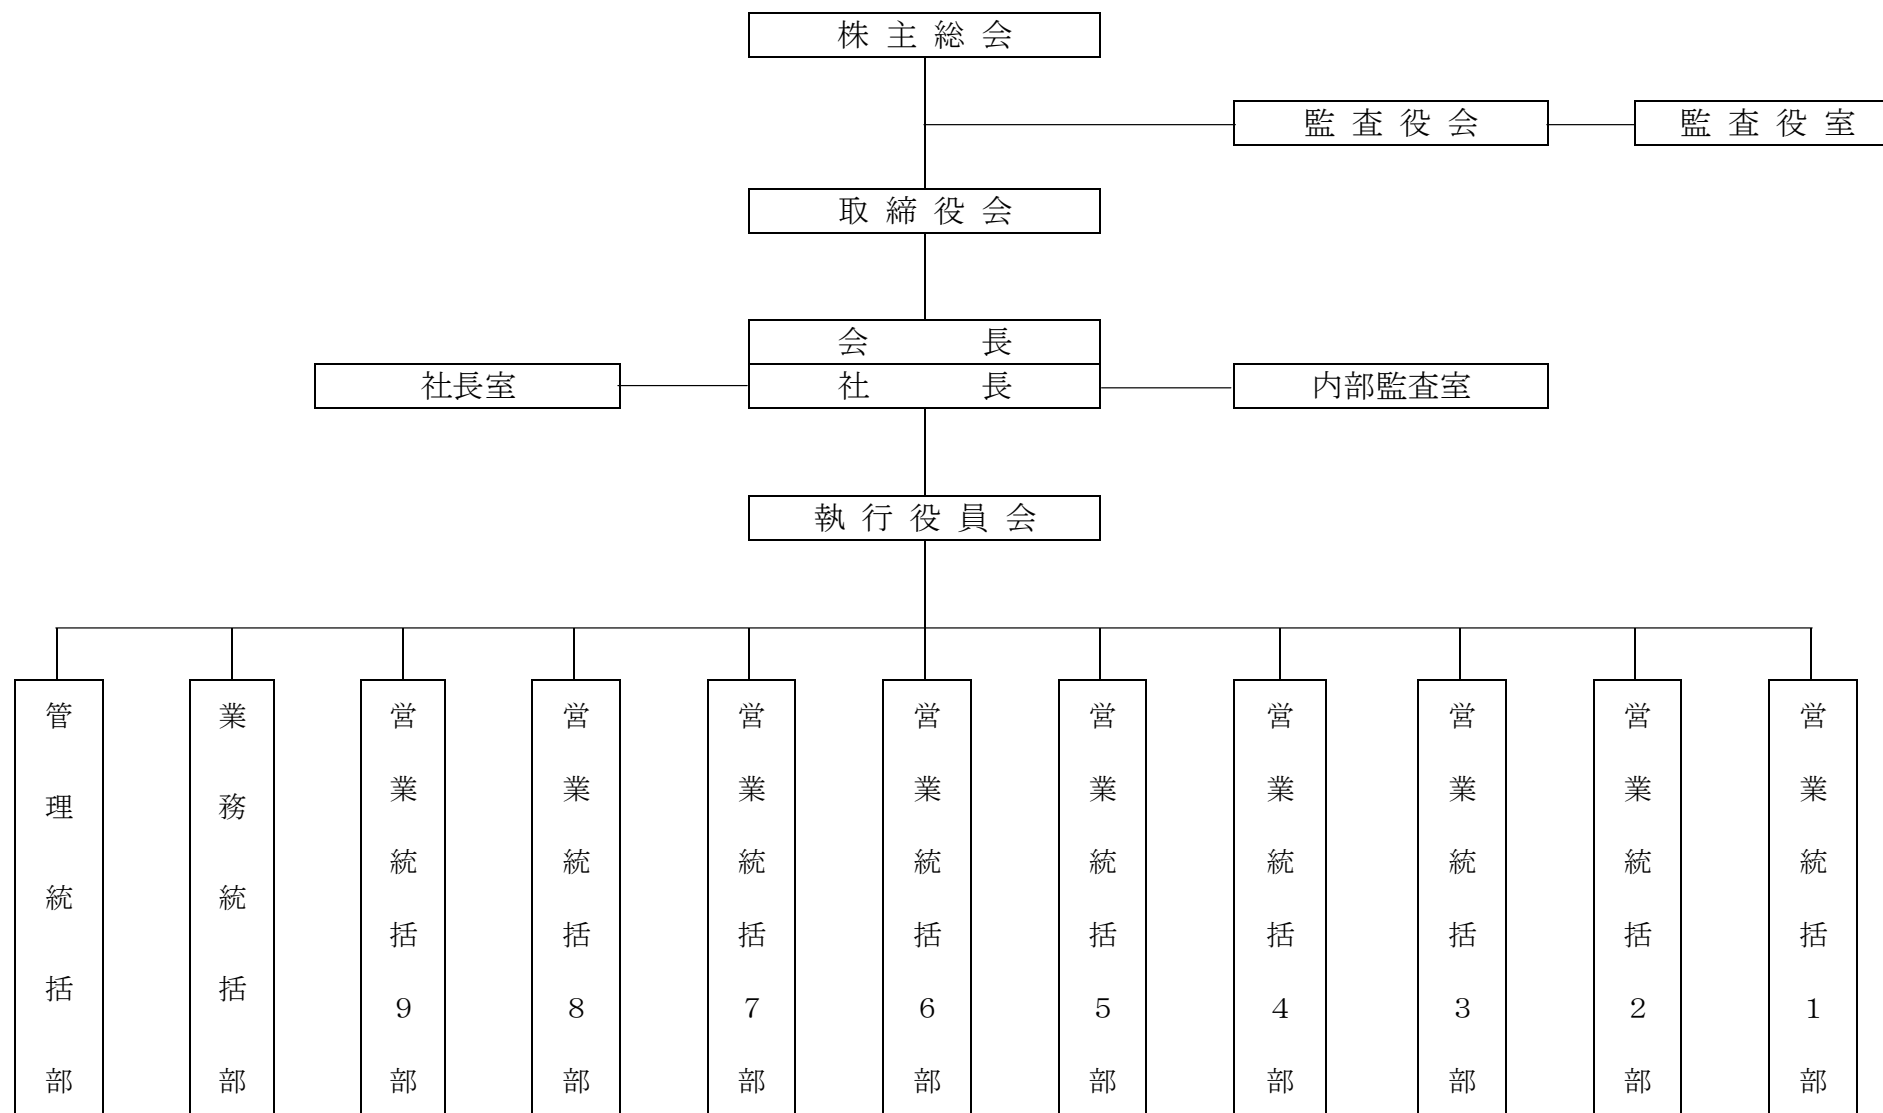 株主総会
監査役会
監査役室
取締役会
会長
社長室
社長
内部監査室
執行役員会
管理統括部
業務統括部
営業統括9部
営業統括8部
営業統括7部
営業統括6部
営業統括5部
営業統括4部
営業統括3部
営業統括2部
営業統括1部